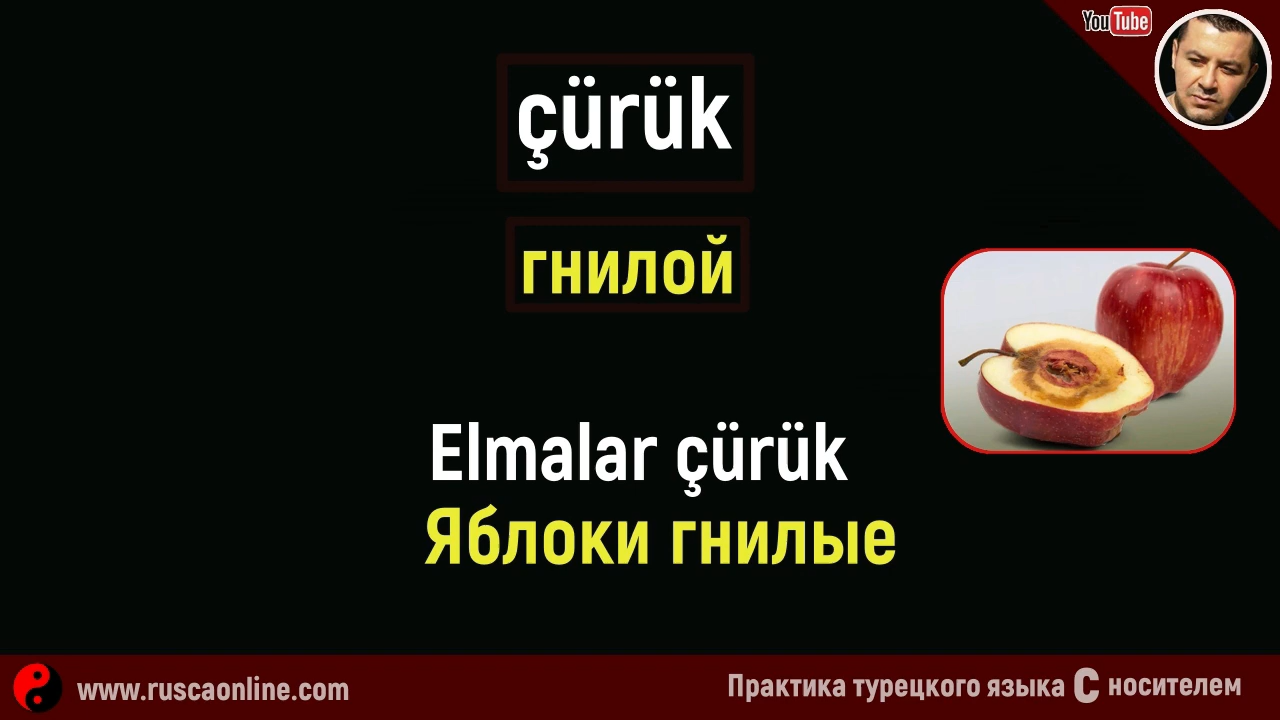 YouTube
çürük
гнилой
Elmalar çürük
Яблоки гнилые
www.ruscaonline.com
Практика турецкого языка С носителем